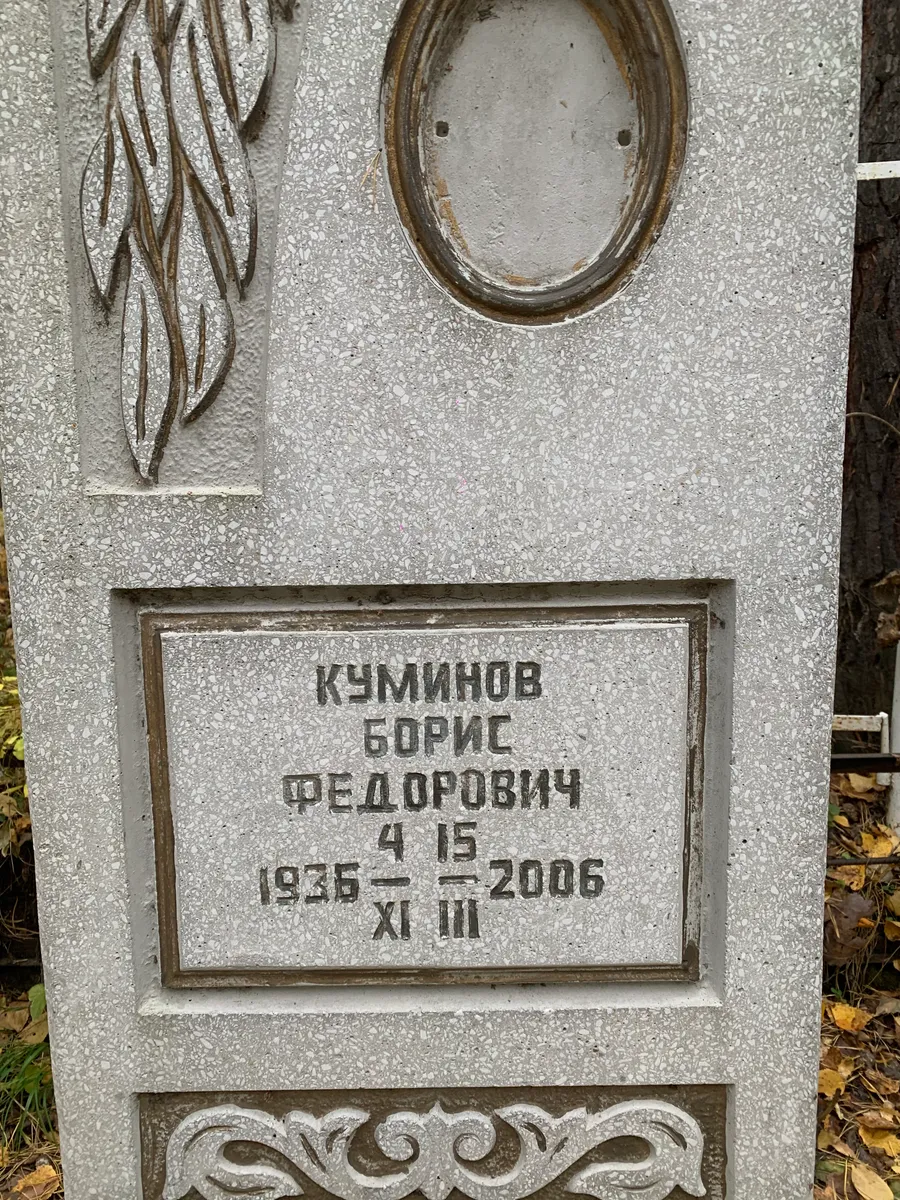 КУМИНОВ
БОРИС
ФЕДОРОВИЧ
4 15
1936 — — 2006
XI III